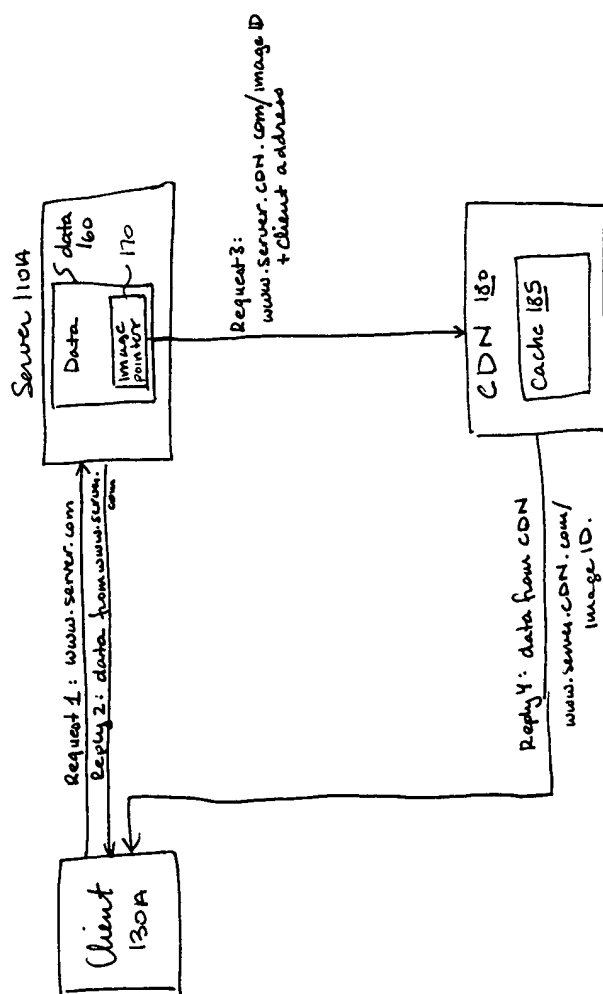 Server 110A
Data
data
160
Image
pointer
170
Request 1: www.server.com
Reply 2: data from www.server.
com
Client
130A
Request 3:
www.server.CDN.com/image ID
+ Client address
CDN 180
Cache 185
Reply 4: data from CDN
www.server.CDN.com/
Image ID.